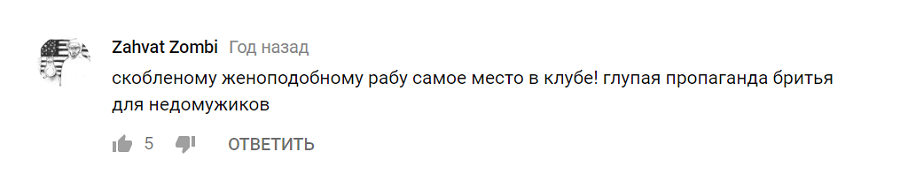 Zahvat Zombi Год назад
скобленому женоподобному рабу самое место в клубе! глупая пропаганда бритья
для недомужиков
5 ОТВЕТИТЬ